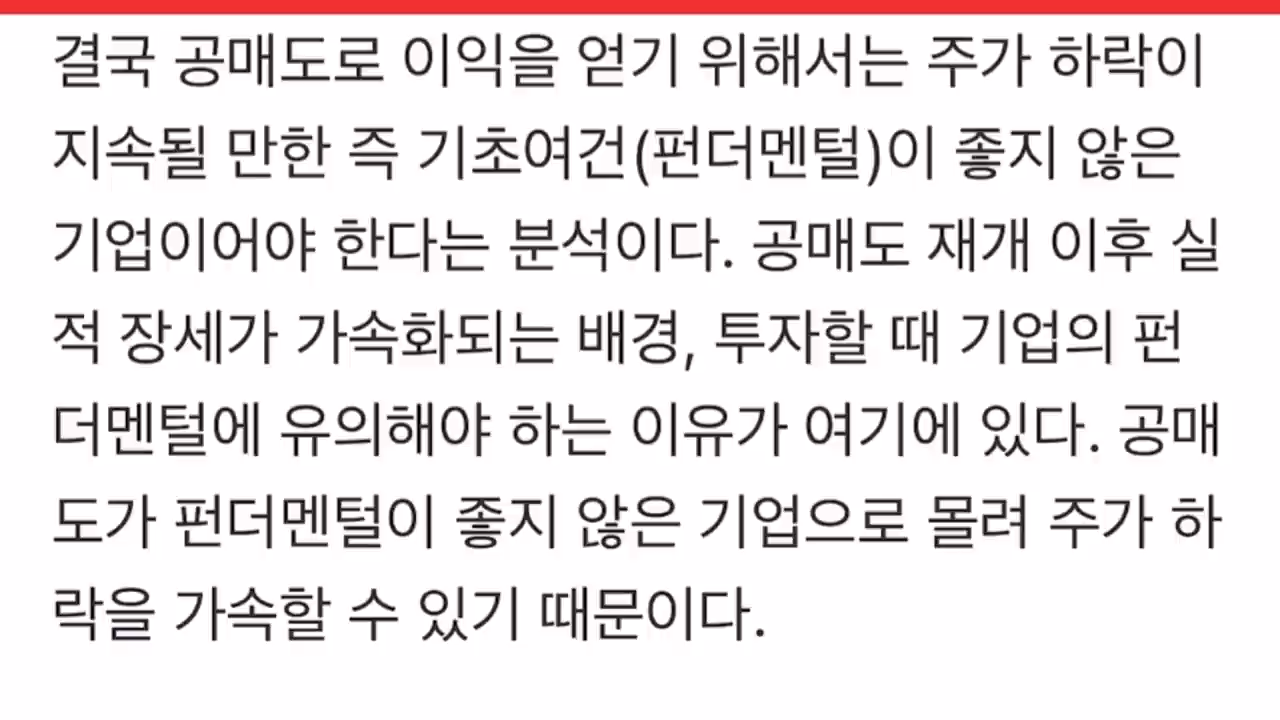 결국 공매도로 이익을 얻기 위해서는 주가 하락이
지속될 만한 즉 기초여건(펀더멘털)이 좋지 않은
기업이어야 한다는 분석이다. 공매도 재개 이후 실
적 장세가 가속화되는 배경, 투자할 때 기업의 펀
더멘털에 유의해야 하는 이유가 여기에 있다. 공매
도가 펀더멘털이 좋지 않은 기업으로 몰려 주가 하
락을 가속할 수 있기 때문이다.